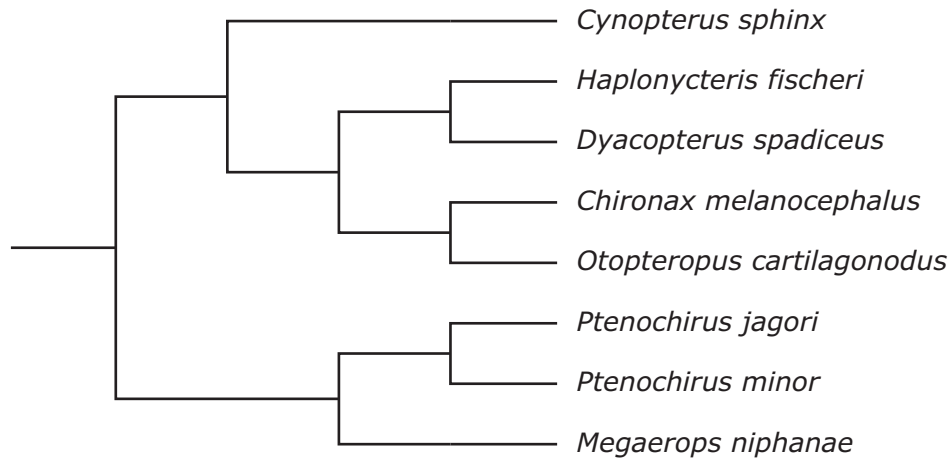 Cynopterus sphinx
Haplonycteris fischeri
Dyacopterus spadiceus
Chironax melanocephalus
Otopteropus cartilagonodus
Ptenochirus jagori
Ptenochirus minor
Megaerops niphanae